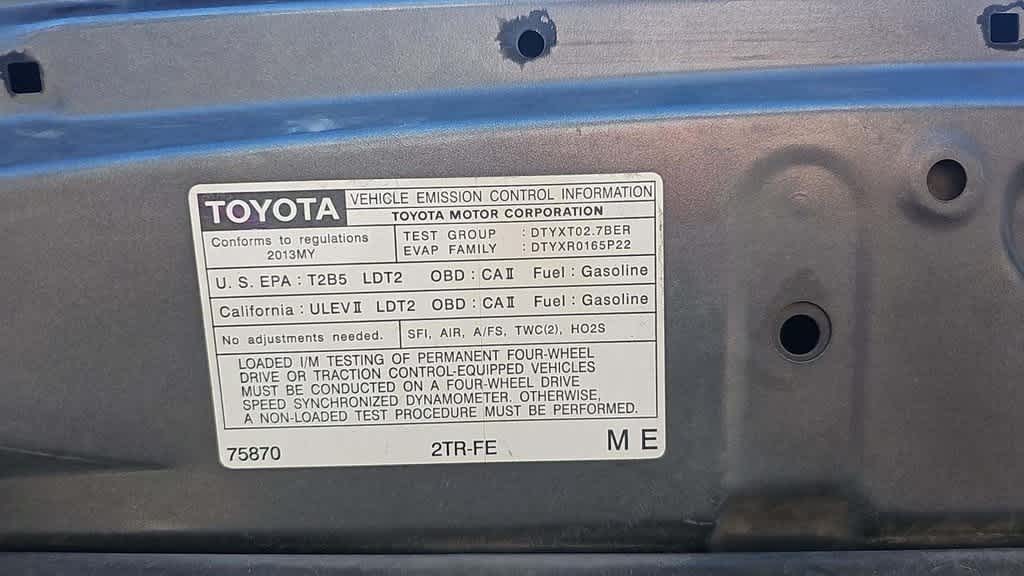 TOYOTA VEHICLE EMISSION CONTROL INFORMATION
TOYOTA MOTOR CORPORATION
Conforms to regulations
2013MY
TEST GROUP : DTYXT02.7BER
EVAP FAMILY : DTYXR0165P22
U.S. EPA : T2B5 LDT2 OBD : CAⅡ Fuel : Gasoline
California : ULEVⅡ LDT2 OBD : CAⅡ Fuel : Gasoline
No adjustments needed. SFI, AIR, A/FS, TWC(2), HO2S
LOADED I/M TESTING OF PERMANENT FOUR-WHEEL
DRIVE OR TRACTION CONTROL-EQUIPPED VEHICLES
MUST BE CONDUCTED ON A FOUR-WHEEL DRIVE
SPEED SYNCHRONIZED DYNAMOMETER. OTHERWISE,
A NON-LOADED TEST PROCEDURE MUST BE PERFORMED.
75870 2TR-FE M E